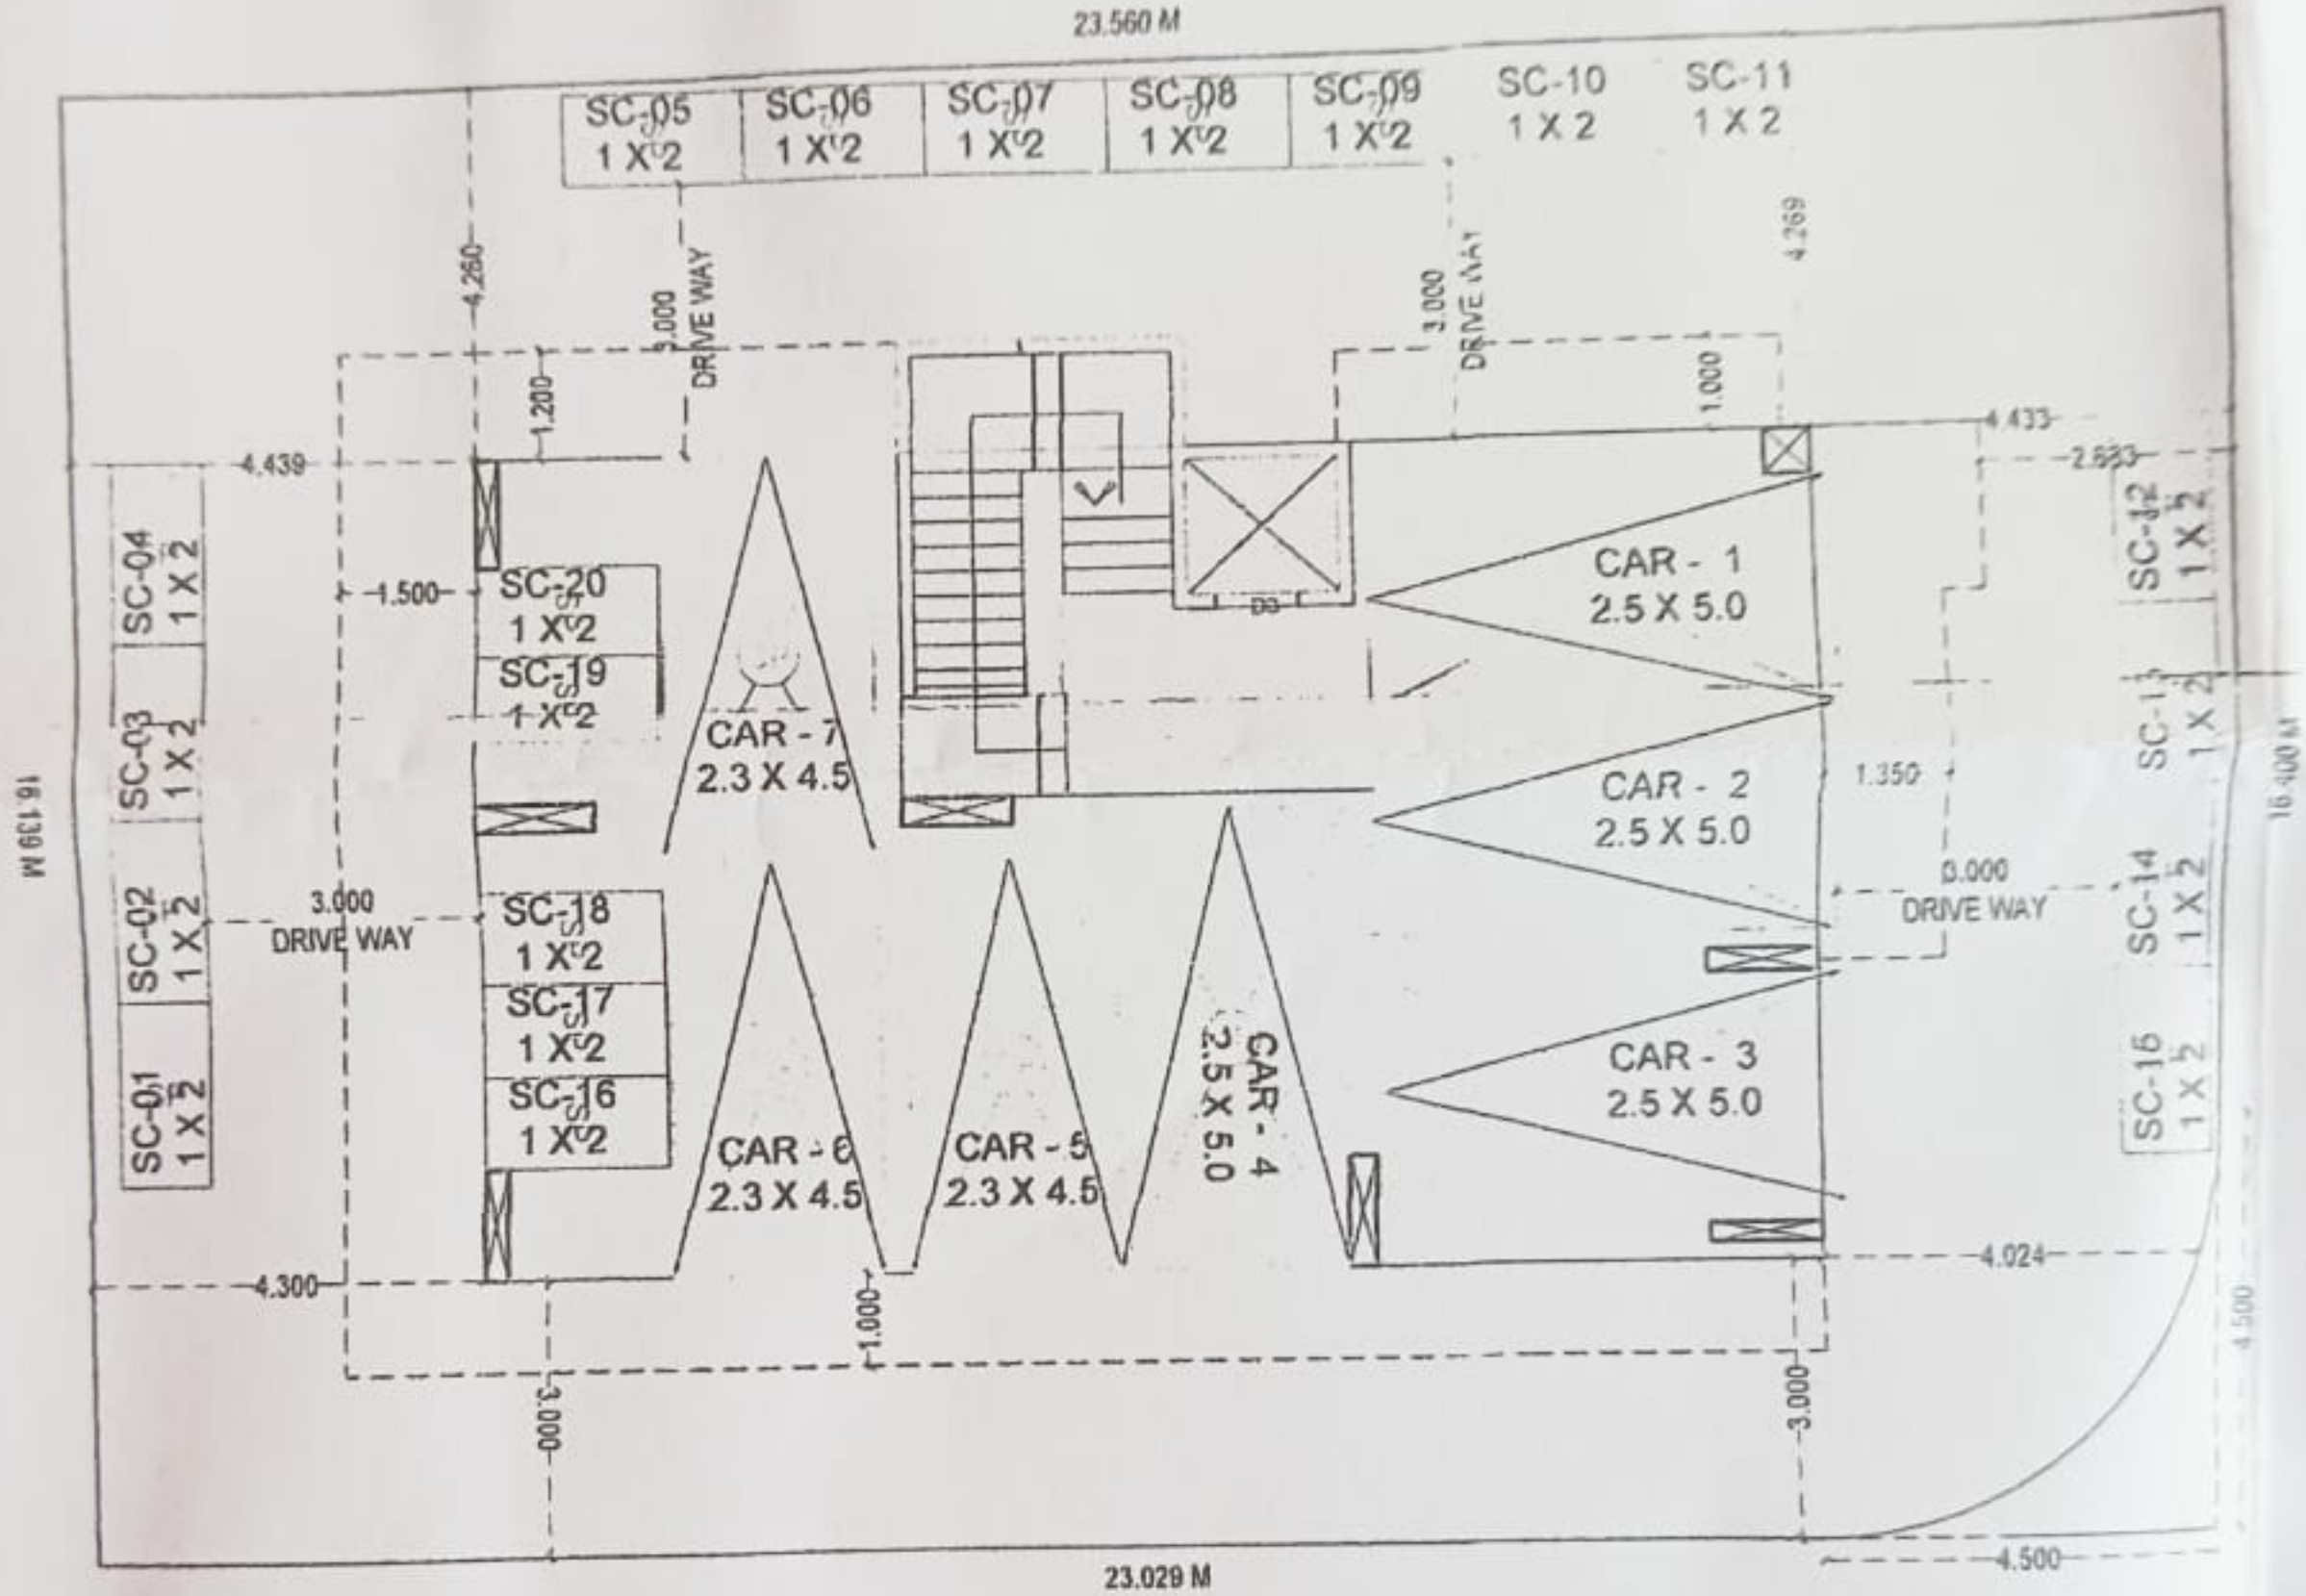 23.560 M
SC-05
1 X 2
SC-06
1 X 2
SC-07
1 X 2
SC-08
1 X 2
SC-09
1 X 2
SC-10
1 X 2
SC-11
1 X 2
4.260
3.000
DRIVE WAY
3.000
DRIVE WAY
4.269
1.200
1.000
4.439
4.433
SC-04
1 X 2
1.500
SC-20
1 X 2
SC-19
1 X 2
CAR - 7
2.3 X 4.5
CAR - 1
2.5 X 5.0
SC-12
1 X 2
SC-03
1 X 2
CAR - 2
2.5 X 5.0
1.350
SC-13
1 X 2
16.139 M
16.400 M
SC-02
1 X 2
3.000
DRIVE WAY
SC-18
1 X 2
SC-17
1 X 2
SC-16
1 X 2
3.000
DRIVE WAY
SC-14
1 X 2
SC-01
1 X 2
CAR - 6
2.3 X 4.5
CAR - 5
2.3 X 4.5
CAR - 4
2.5 X 5.0
CAR - 3
2.5 X 5.0
1 X 2
4.300
1.000
4.024
4.500
3.000
3.000
4.500
23.029 M